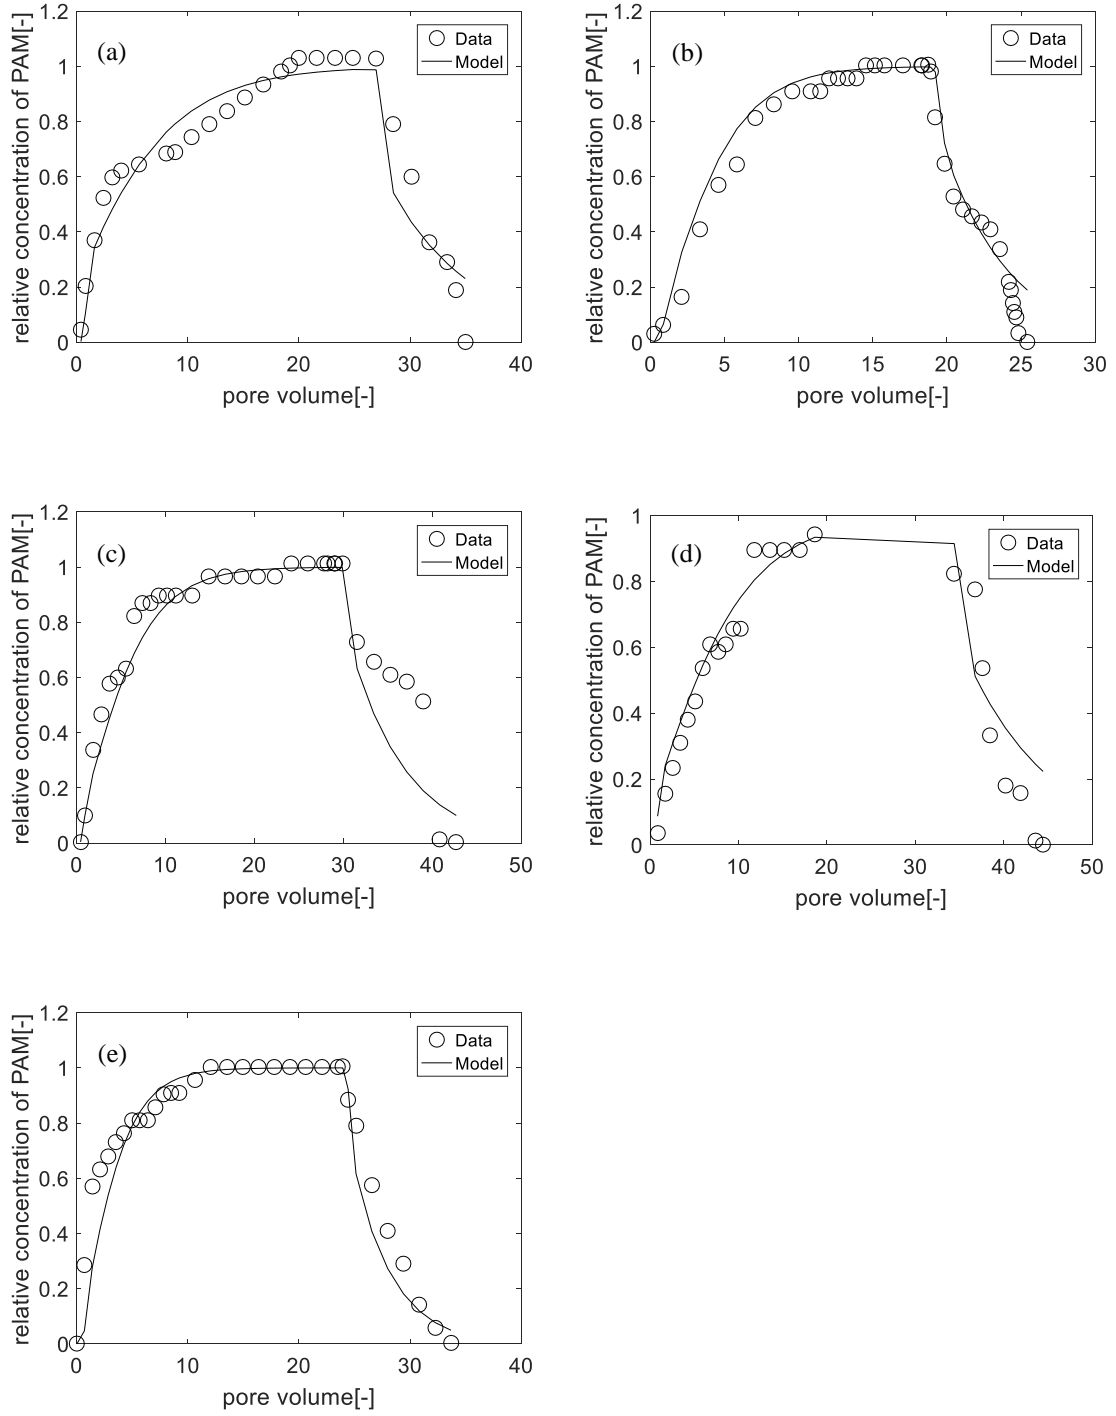 1.2
(a)
Data
Model
1
0.8
0.6
0.4
0.2
0
relative concentration of PAM[-]
0 10 20 30 40
pore volume[-]
1.2
(b)
Data
Model
1
0.8
0.6
0.4
0.2
0
relative concentration of PAM[-]
0 5 10 15 20 25 30
pore volume[-]
1.2
(c)
Data
Model
1
0.8
0.6
0.4
0.2
0
relative concentration of PAM[-]
0 10 20 30 40 50
pore volume[-]
1
(d)
Data
Model
0.8
0.6
0.4
0.2
0
relative concentration of PAM[-]
0 10 20 30 40 50
pore volume[-]
1.2
(e)
Data
Model
1
0.8
0.6
0.4
0.2
0
relative concentration of PAM[-]
0 10 20 30 40
pore volume[-]